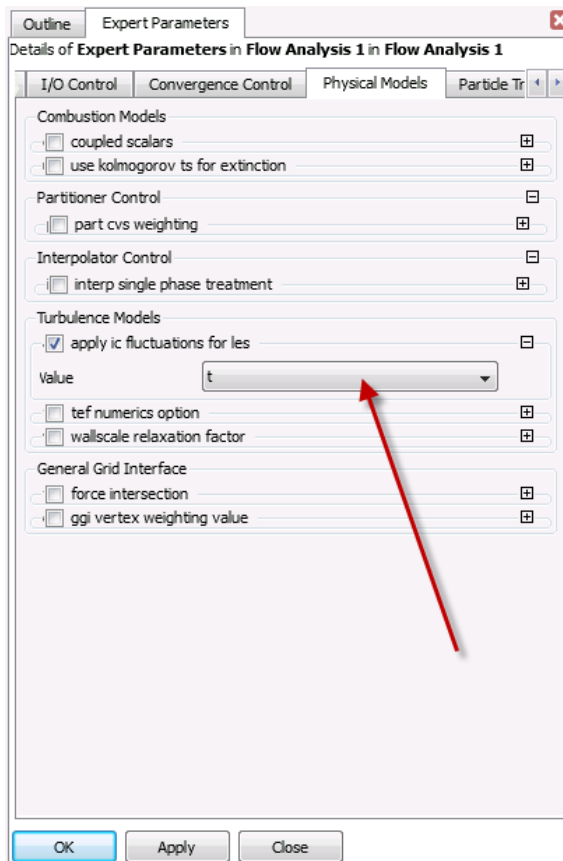 Outline
Expert Parameters
Details of Expert Parameters in Flow Analysis 1 in Flow Analysis 1
I/O Control
Convergence Control
Physical Models
Particle Tr
Combustion Models
coupled scalars
use kolmogorov ts for extinction
Partitioner Control
part cvs weighting
Interpolator Control
interp single phase treatment
Turbulence Models
apply ic fluctuations for les
Value
t
tef numerics option
wallscale relaxation factor
General Grid Interface
force intersection
ggi vertex weighting value
OK
Apply
Close